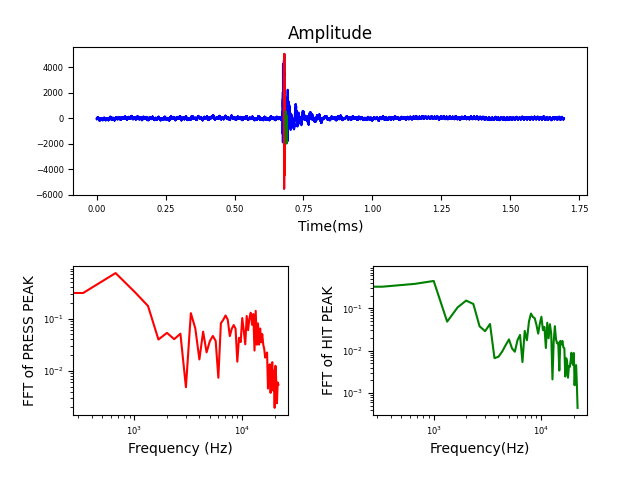 Amplitude
4000
2000
0
−2000
−4000
−6000
0.00 0.25 0.50 0.75 1.00 1.25 1.50 1.75
Time(ms)
FFT of PRESS PEAK
10⁻¹
10⁻²
10³ 10⁴
Frequency (Hz)
FFT of HIT PEAK
10⁻¹
10⁻²
10⁻³
10³ 10⁴
Frequency(Hz)